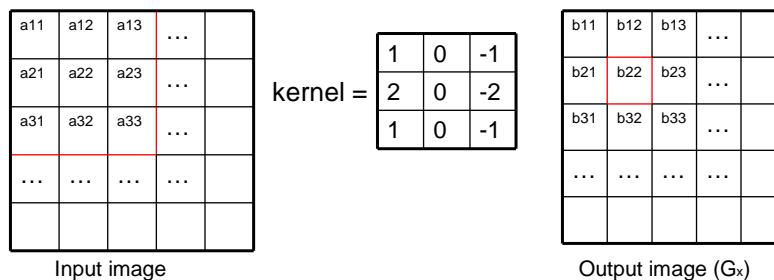 a11 a12 a13 ...
a21 a22 a23 ...
a31 a32 a33 ...
... ... ... ...
Input image
kernel =
1 0 -1
2 0 -2
1 0 -1
b11 b12 b13 ...
b21 b22 b23 ...
b31 b32 b33 ...
... ... ... ...
Output image (Gx)